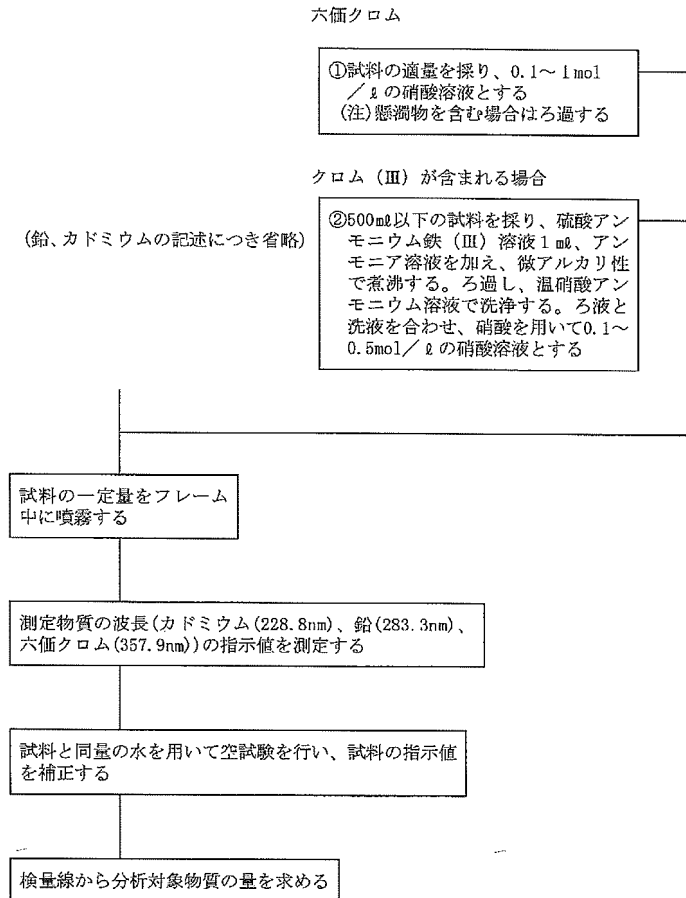 六価クロム
①試料の適量を採り、0.1～1mol
／ℓの硝酸溶液とする
(注)懸濁物を含む場合はろ過する
クロム（Ⅲ）が含まれる場合
(鉛、カドミウムの記述につき省略)
②500mℓ以下の試料を採り、硫酸アン
モニウム鉄（Ⅲ）溶液1mℓ、アン
モニア溶液を加え、微アルカリ性
で煮沸する。ろ過し、温硝酸アン
モニウム溶液で洗浄する。ろ液と
洗液を合わせ、硝酸を用いて0.1～
0.5mol／ℓの硝酸溶液とする
試料の一定量をフレーム
中に噴霧する
測定物質の波長(カドミウム(228.8nm)、鉛(283.3nm)、
六価クロム(357.9nm))の指示値を測定する
試料と同量の水を用いて空試験を行い、試料の指示値
を補正する
検量線から分析対象物質の量を求める